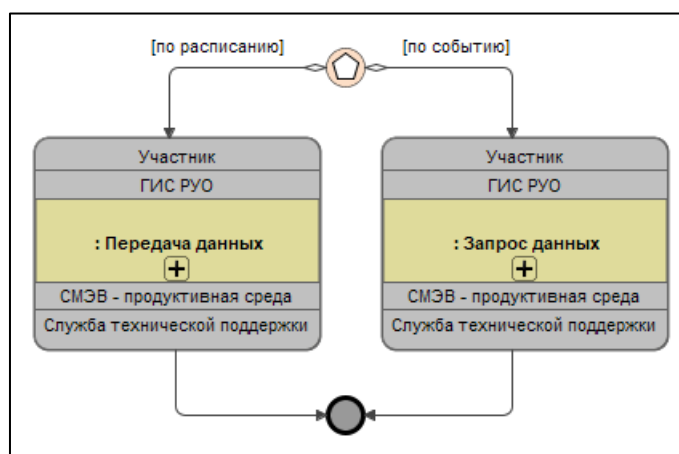 [по расписанию]
[по событию]
Участник
ГИС РУО
: Передача данных
СМЭВ - продуктивная среда
Служба технической поддержки
Участник
ГИС РУО
: Запрос данных
СМЭВ - продуктивная среда
Служба технической поддержки